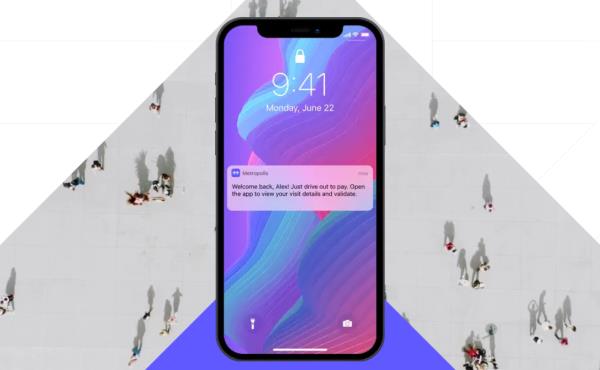 9:41
Monday, June 22
Metropolis
now
Welcome back, Alex! Just drive out to pay. Open
the app to view your visit details and validate.